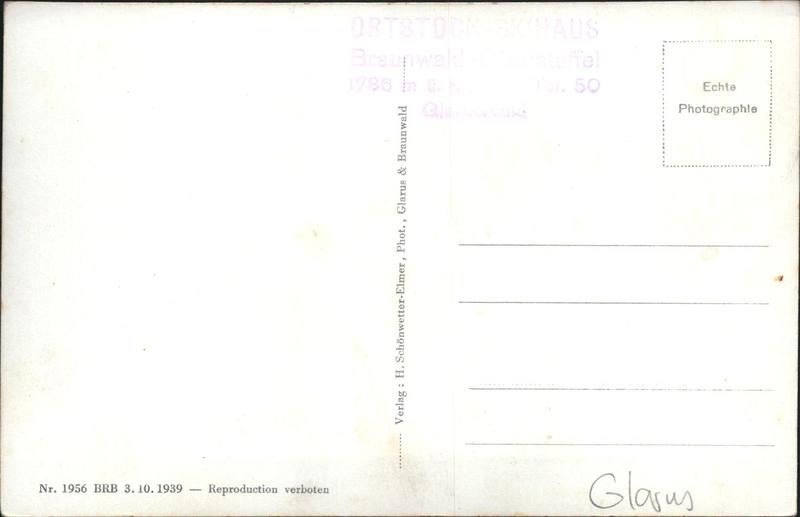 ORTSTOCK-SKIHAUS
Braunwald
1786 m ü. M. Tel. 50
Echte
Photographie
Verlag : H. Schönwetter-Elmer, Phot., Glarus & Braunwald
Nr. 1956 BRB 3. 10. 1939 — Reproduction verboten
Glarus